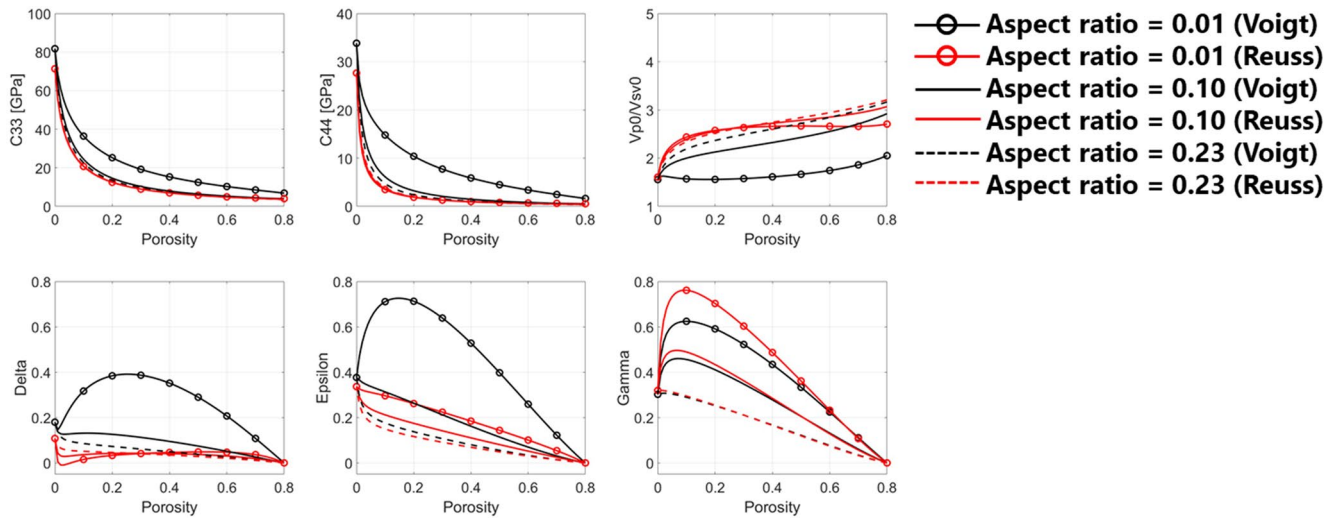 100
80
60
40
20
0
C33 [GPa]
0 0.2 0.4 0.6 0.8
Porosity
40
30
20
10
0
C44 [GPa]
0 0.2 0.4 0.6 0.8
Porosity
5
4
3
2
1
Vp0/Vsv0
0 0.2 0.4 0.6 0.8
Porosity
Aspect ratio = 0.01 (Voigt)
Aspect ratio = 0.01 (Reuss)
Aspect ratio = 0.10 (Voigt)
Aspect ratio = 0.10 (Reuss)
Aspect ratio = 0.23 (Voigt)
Aspect ratio = 0.23 (Reuss)
0.8
0.6
0.4
0.2
0
Delta
0 0.2 0.4 0.6 0.8
Porosity
0.8
0.6
0.4
0.2
0
Epsilon
0 0.2 0.4 0.6 0.8
Porosity
0.8
0.6
0.4
0.2
0
Gamma
0 0.2 0.4 0.6 0.8
Porosity